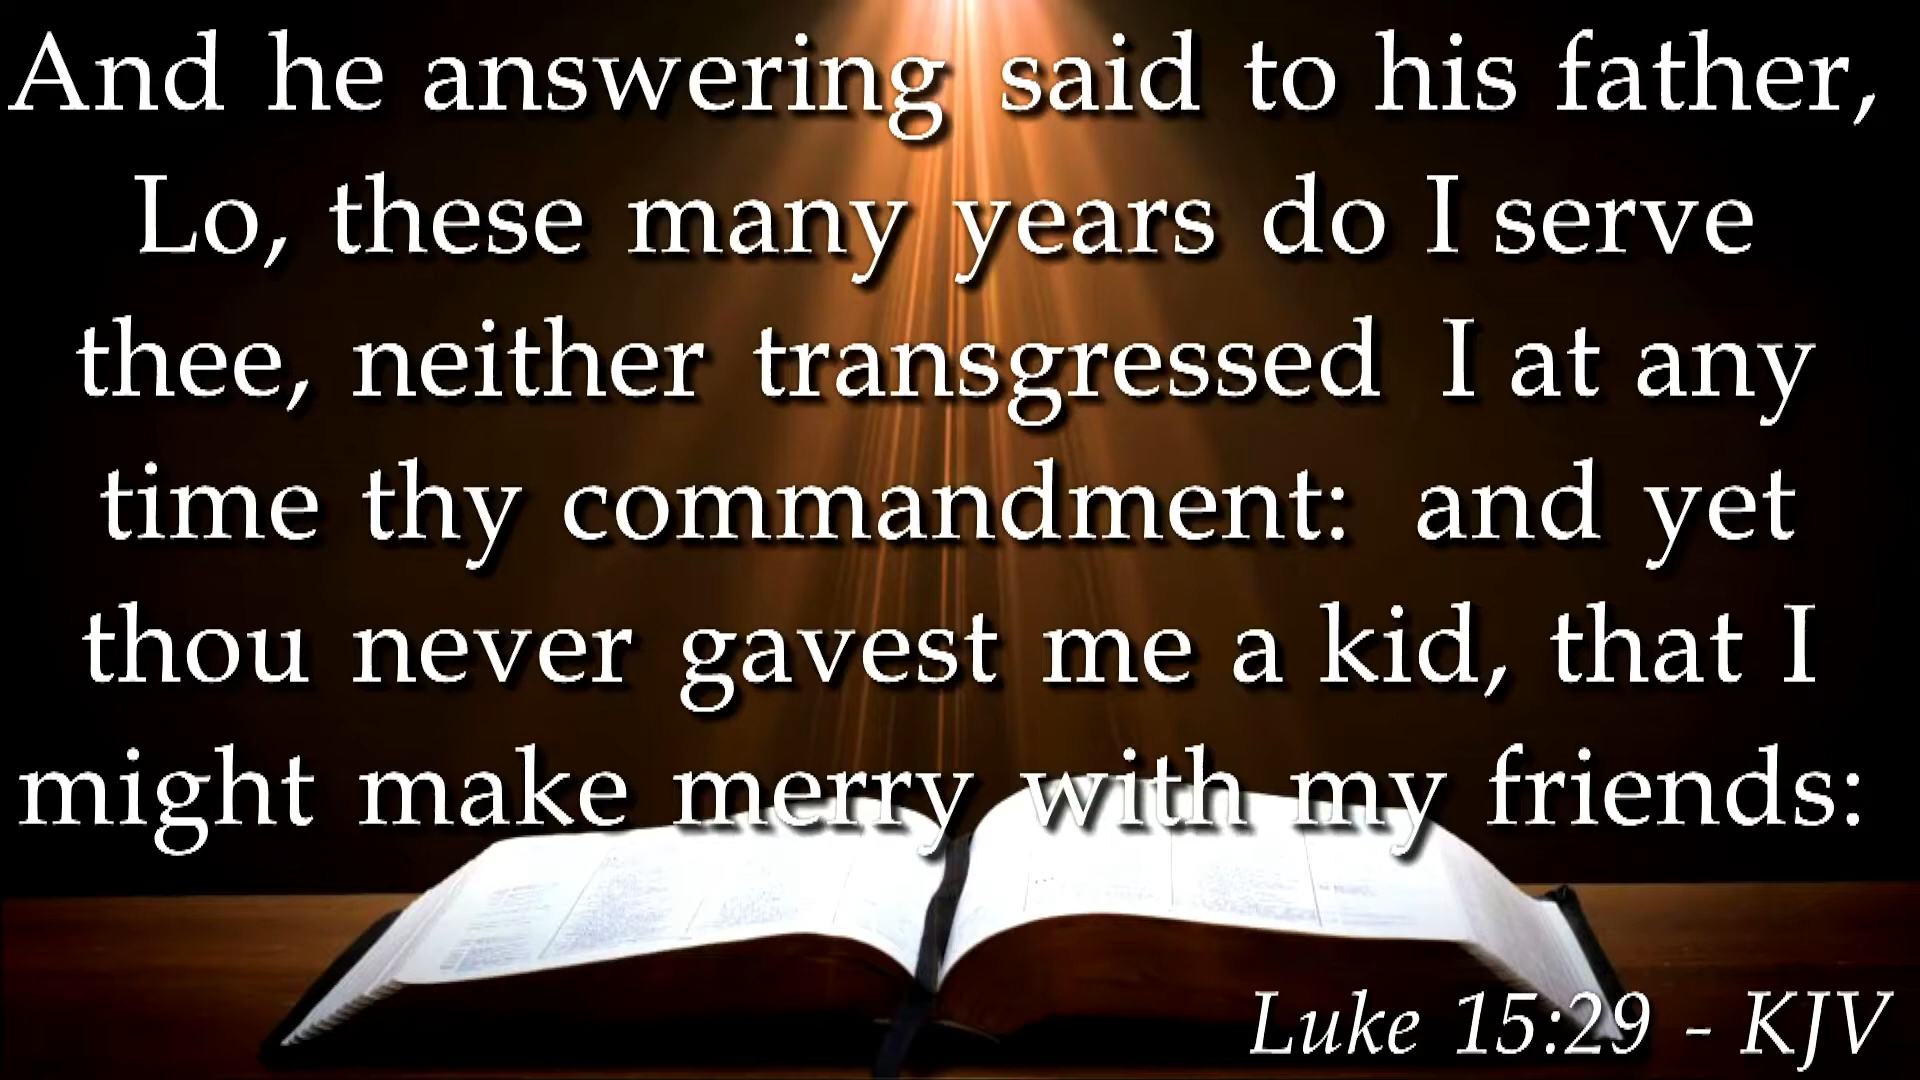 And he answering said to his father,
Lo, these many years do I serve
thee, neither transgressed I at any
time thy commandment: and yet
thou never gavest me a kid, that I
might make merry with my friends:
Luke 15:29 - KJV